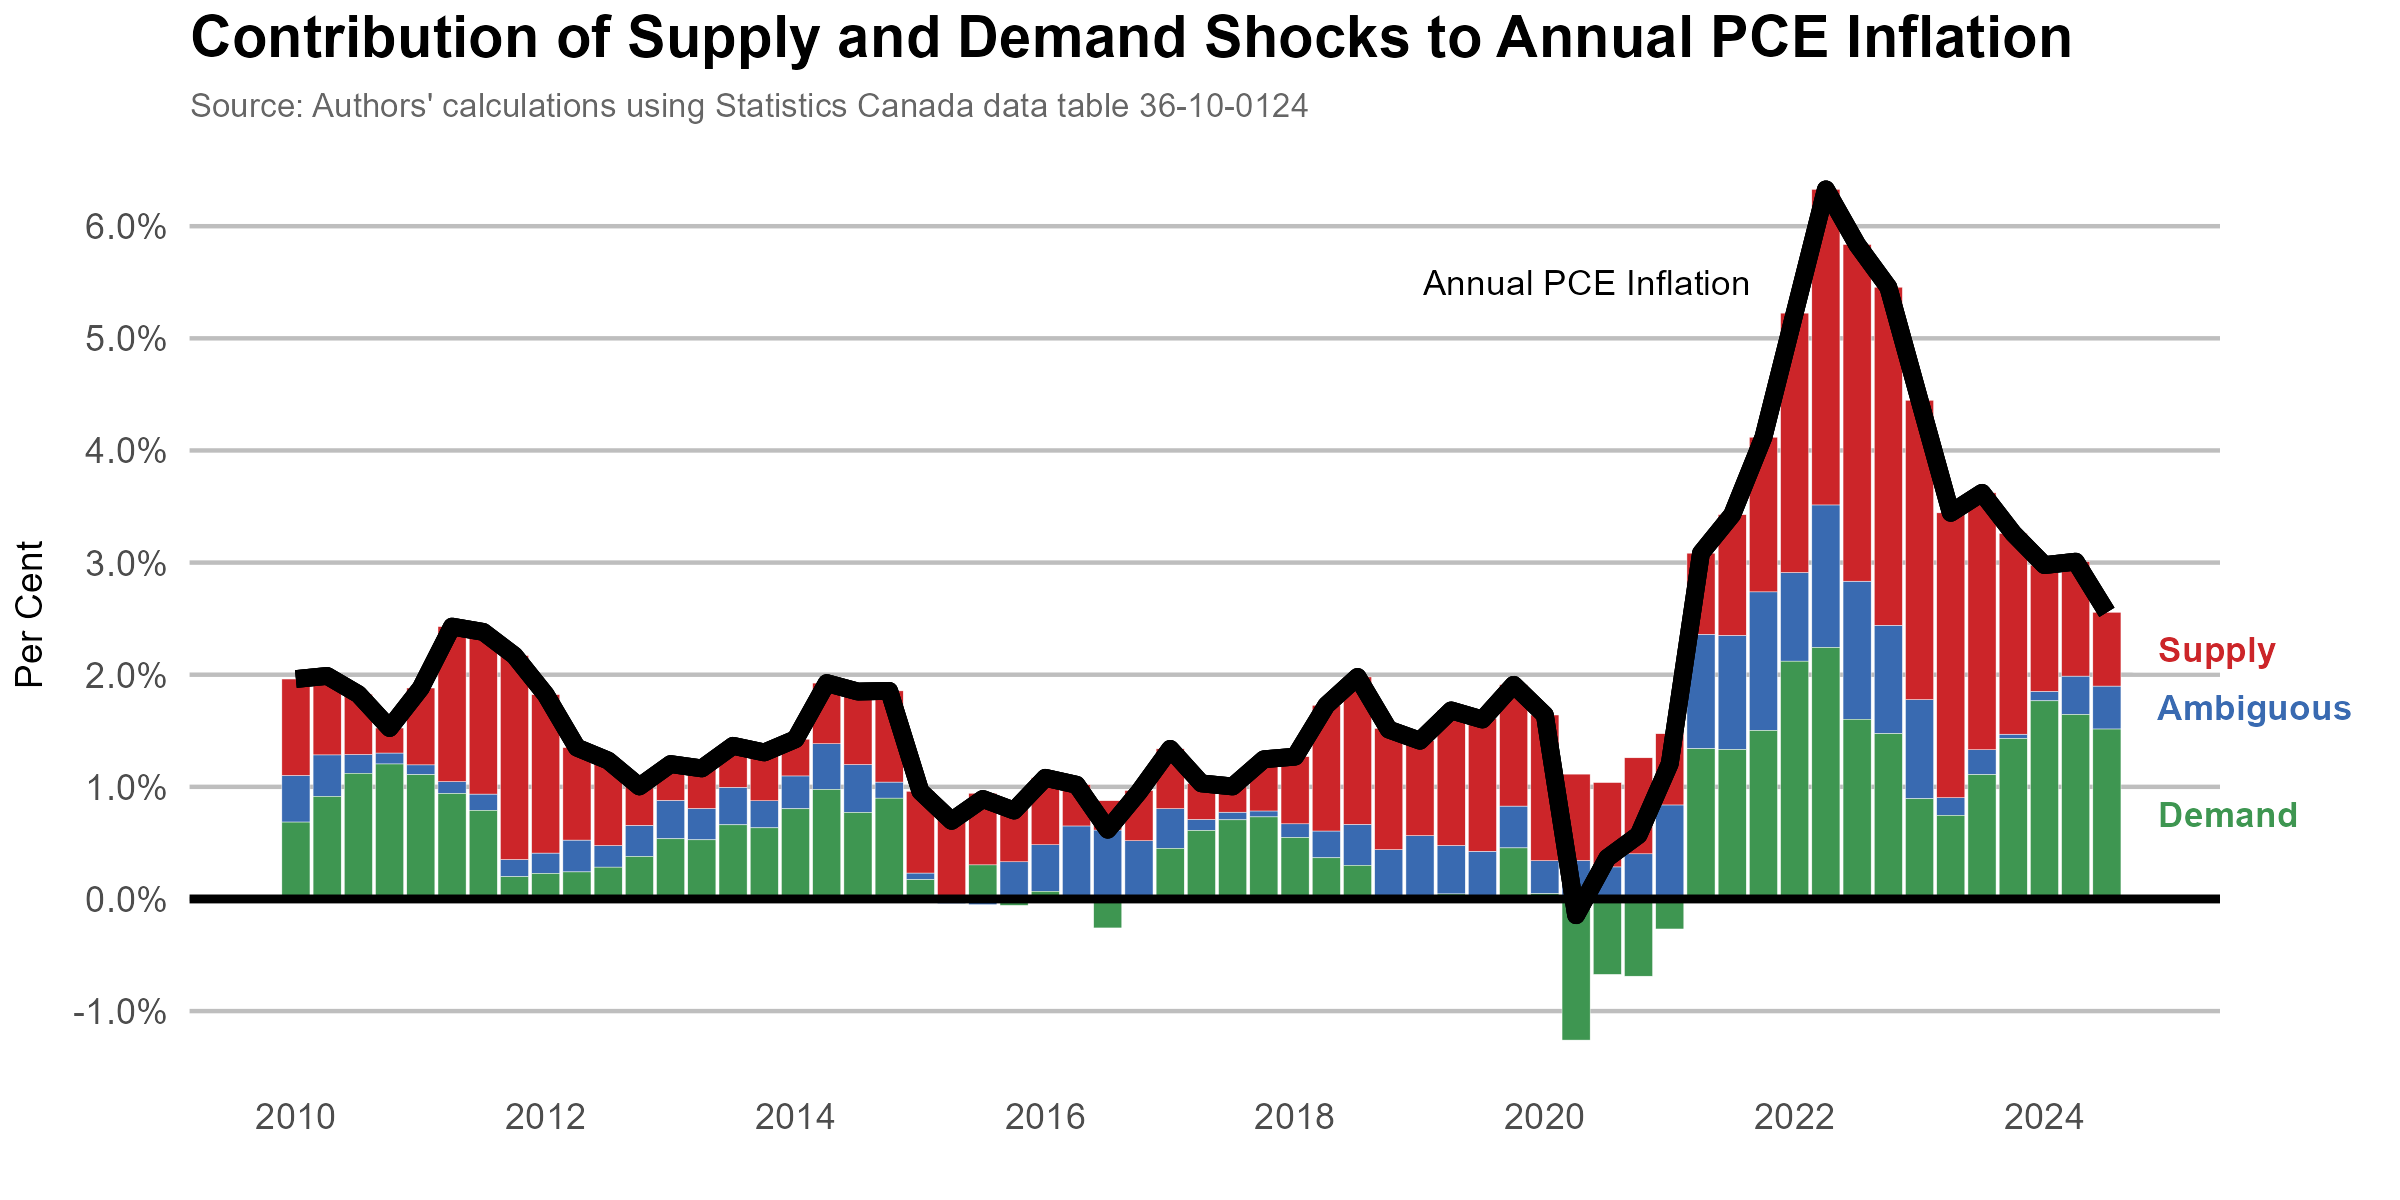 Contribution of Supply and Demand Shocks to Annual PCE Inflation
Source: Authors' calculations using Statistics Canada data table 36-10-0124
6.0%
Annual PCE Inflation
5.0%
4.0%
3.0%
Per Cent
2.0%
Supply
Ambiguous
1.0%
Demand
0.0%
-1.0%
2010 2012 2014 2016 2018 2020 2022 2024